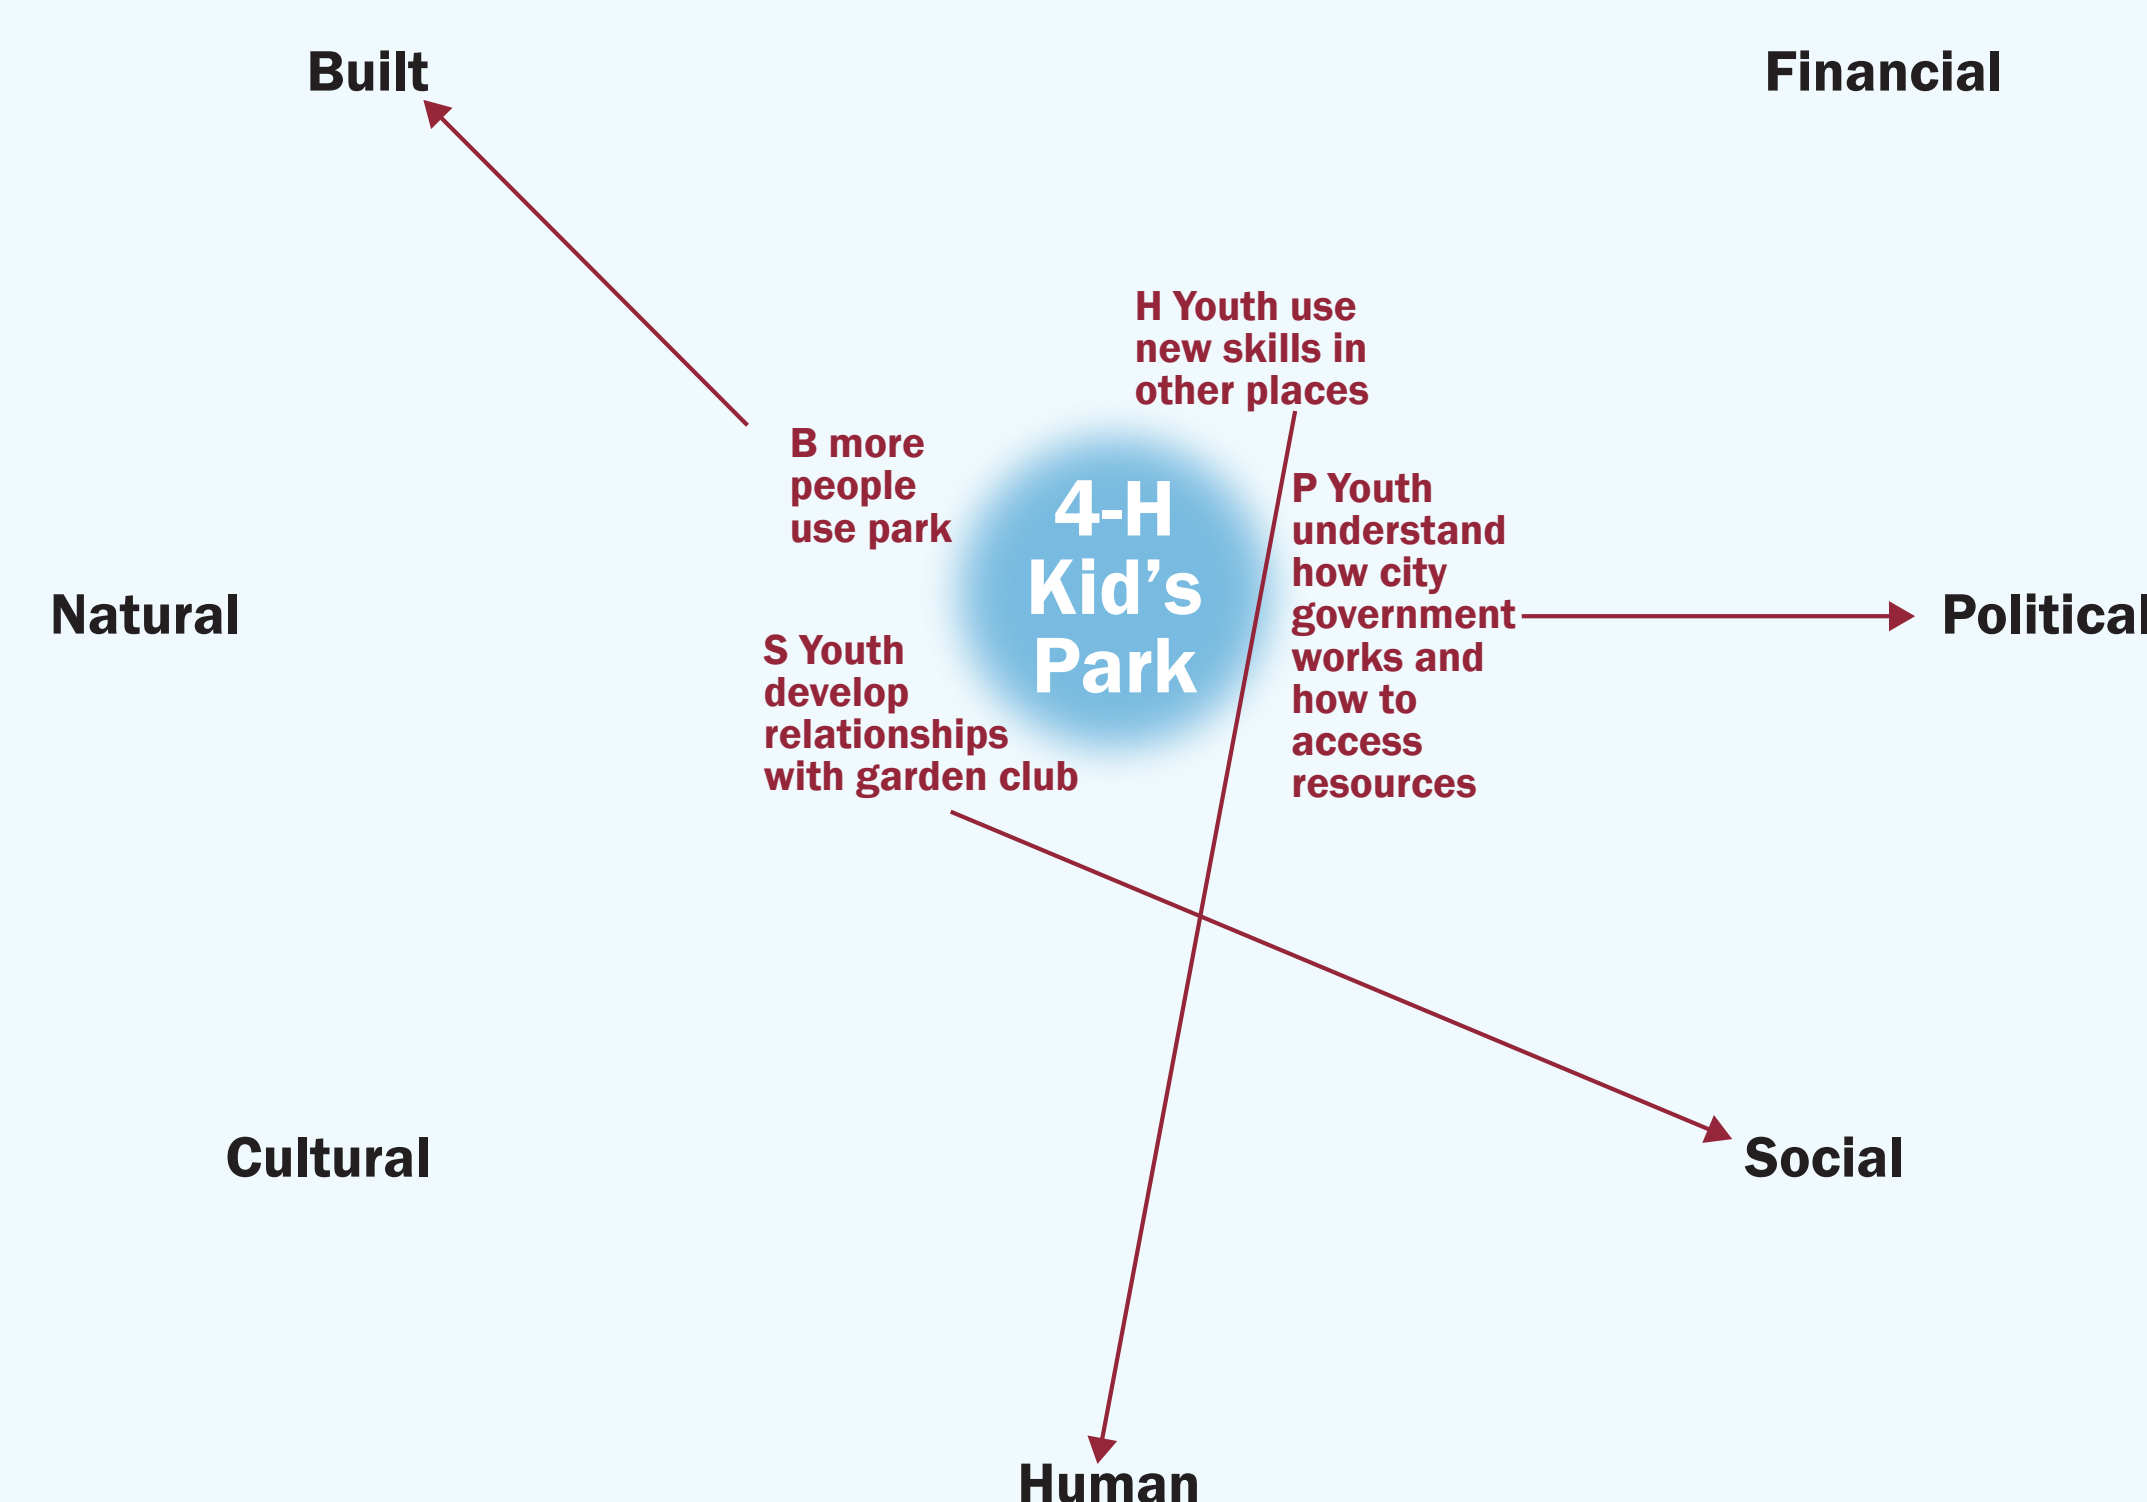 Built
Financial
H Youth use
new skills in
other places
B more
people
use park
4-H
Kid’s
Park
P Youth
understand
how city
government
works and
how to
access
resources
Natural
Political
S Youth
develop
relationships
with garden club
Cultural
Social
Human